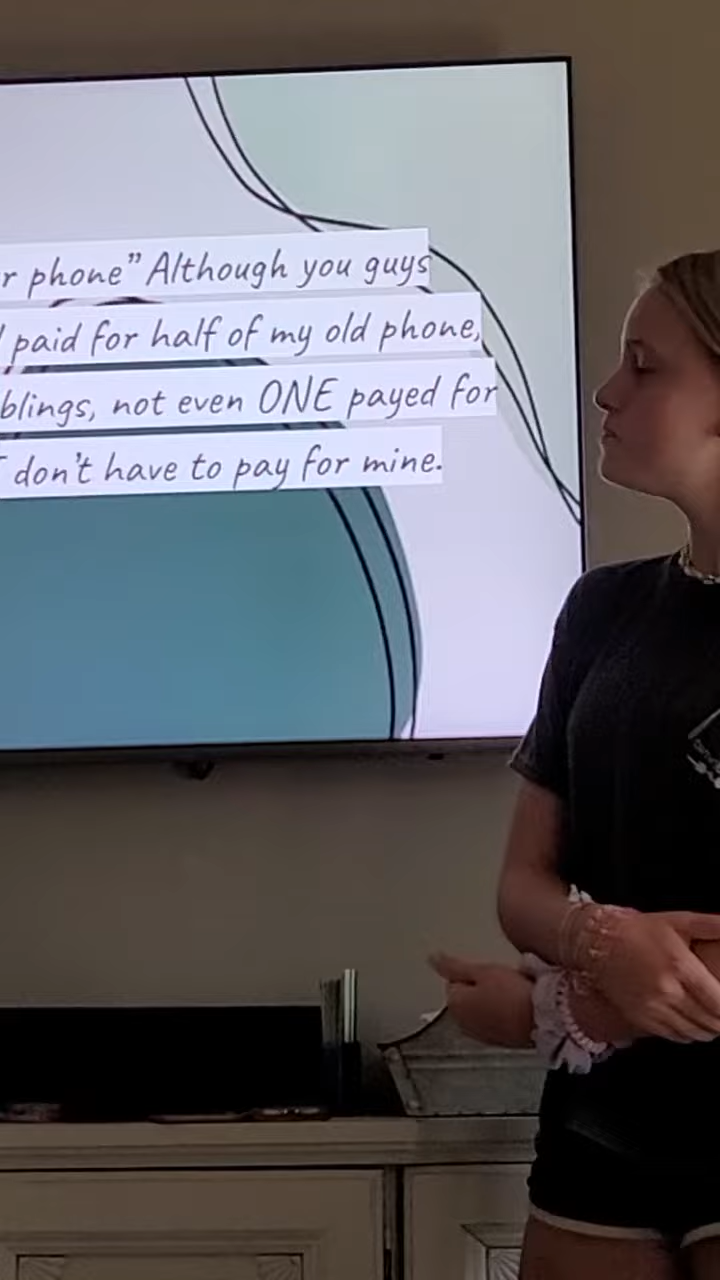 r phone” Although you guys
paid for half of my old phone,
blings, not even ONE payed for
don't have to pay for mine.